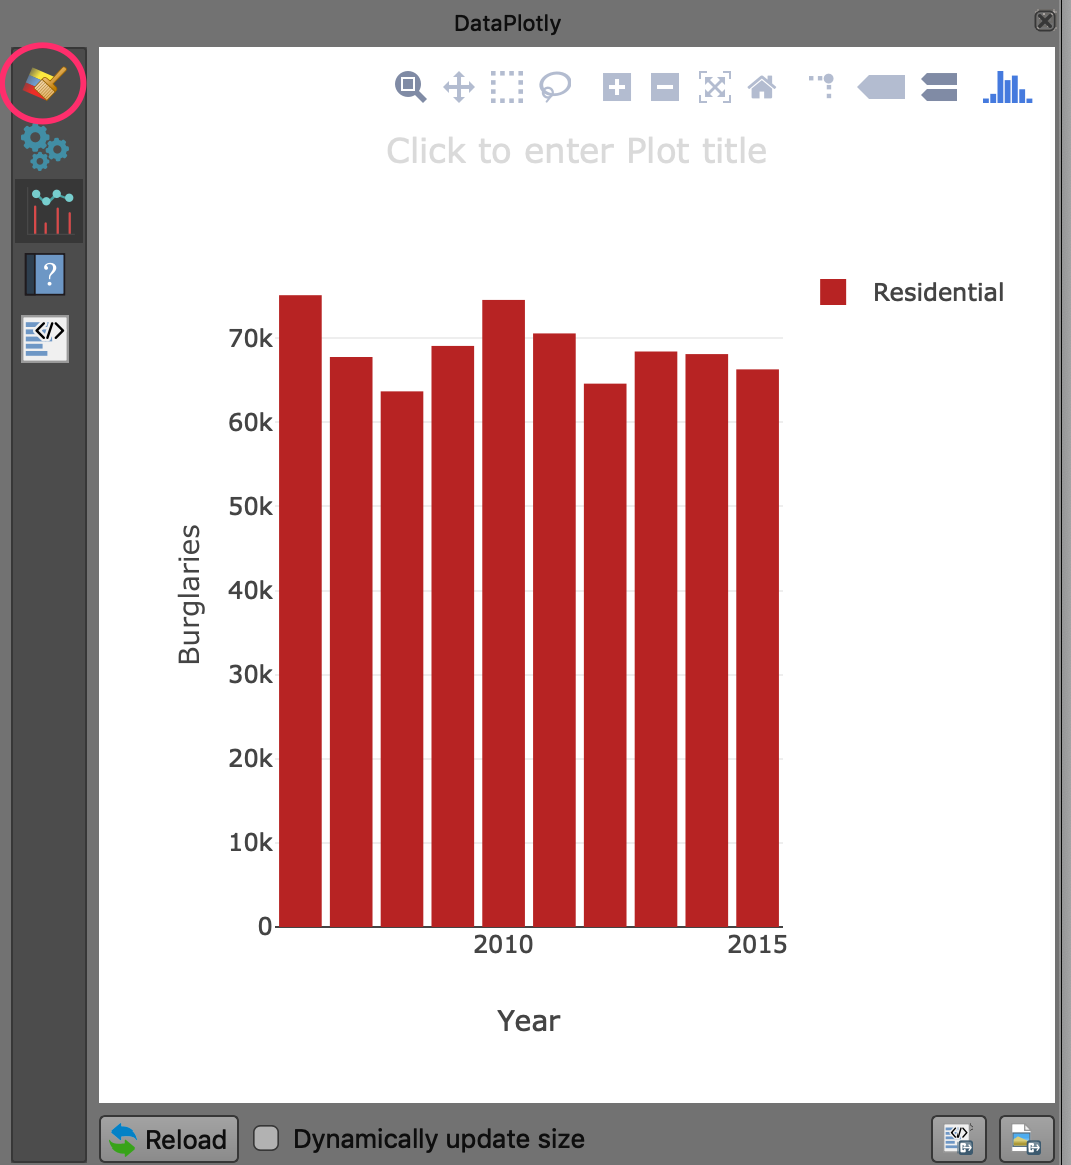 DataPlotly
Click to enter Plot title
Residential
70k
60k
50k
40k
30k
20k
10k
0
Burglaries
2010
2015
Year
?
</>
Reload
Dynamically update size
</>